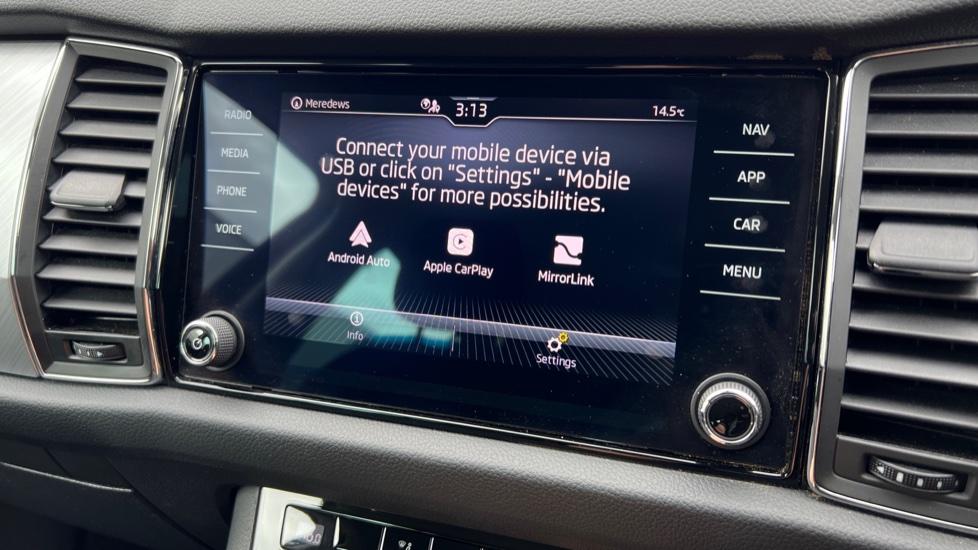 Meredews
3:13
14.5°C
RADIO
MEDIA
PHONE
VOICE
Connect your mobile device via
USB or click on "Settings" - "Mobile
devices" for more possibilities.
Android Auto
Apple CarPlay
MirrorLink
Info
Settings
NAV
APP
CAR
MENU